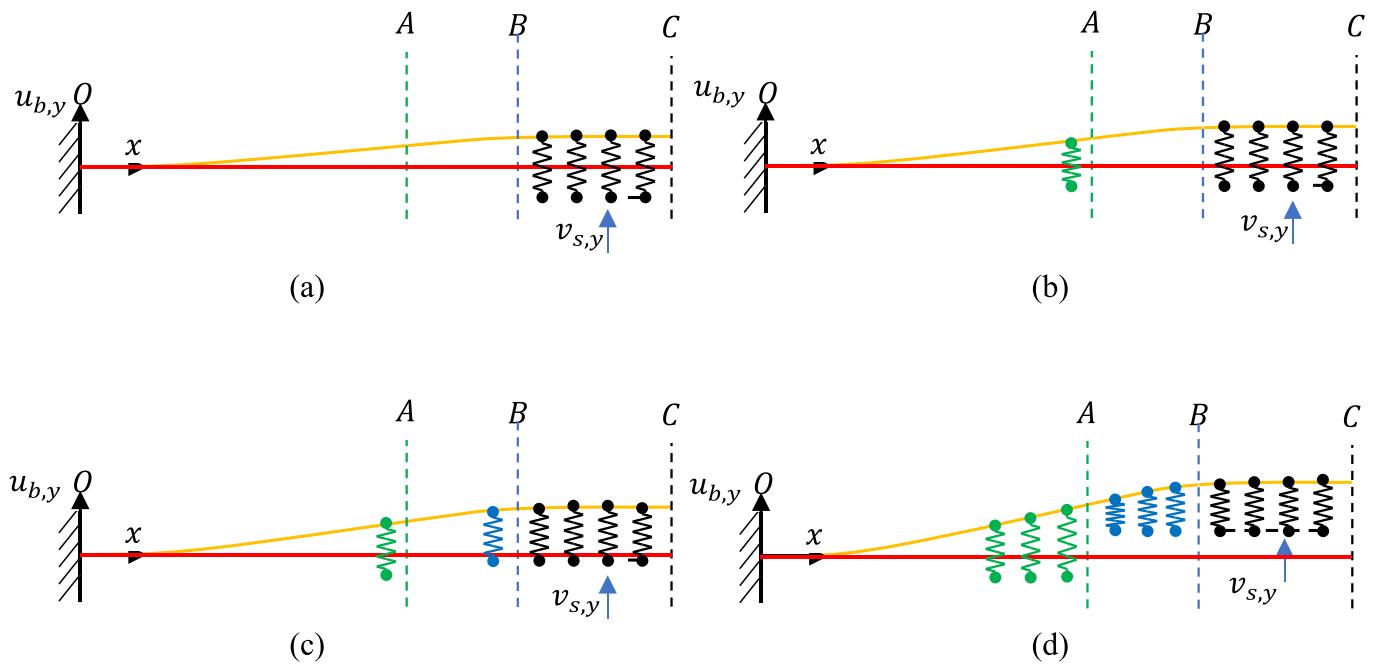 A B C
u_{b,y} O
x
v_{s,y}
(a)
A B C
u_{b,y} O
x
v_{s,y}
(b)
A B C
u_{b,y} O
x
v_{s,y}
(c)
A B C
u_{b,y} O
x
v_{s,y}
(d)